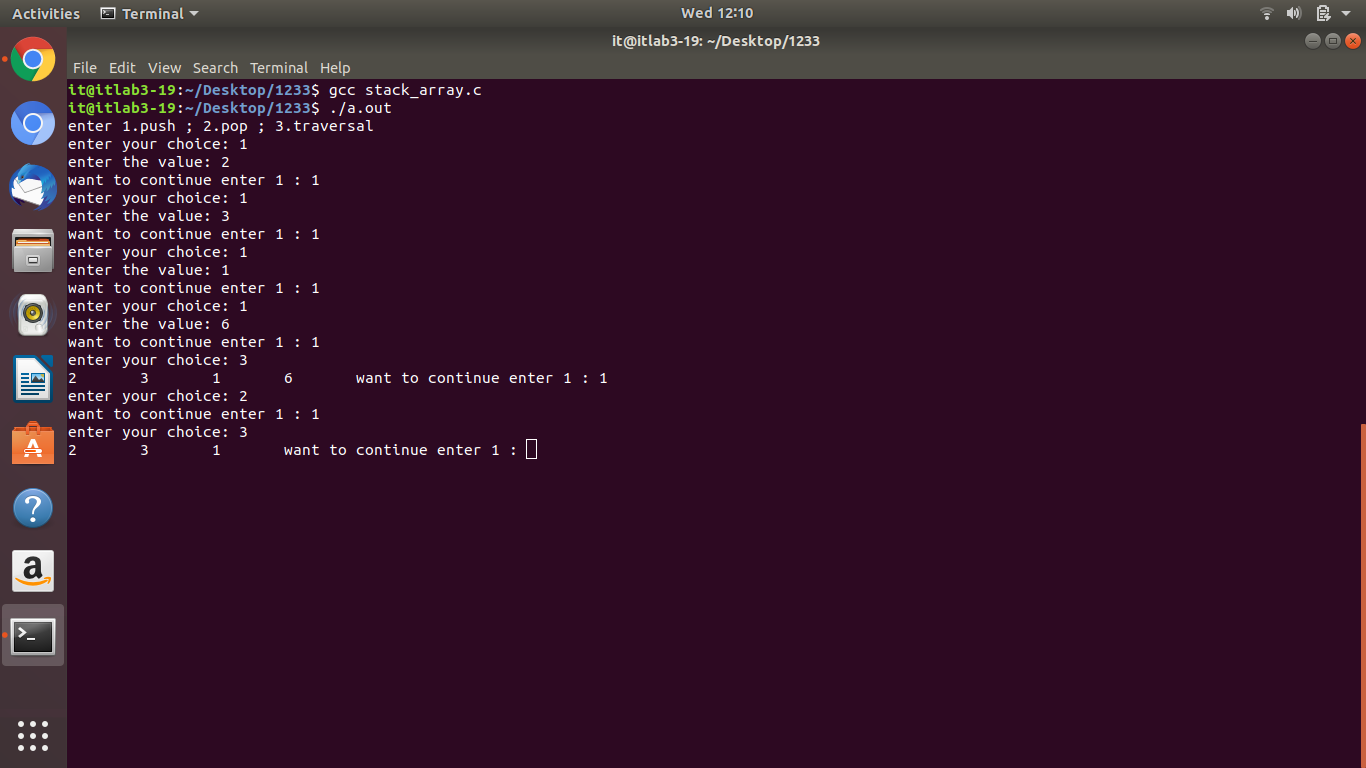 Activities Terminal Wed 12:10
it@itlab3-19: ~/Desktop/1233
File Edit View Search Terminal Help
it@itlab3-19:~/Desktop/1233$ gcc stack_array.c
it@itlab3-19:~/Desktop/1233$ ./a.out
enter 1.push ; 2.pop ; 3.traversal
enter your choice: 1
enter the value: 2
want to continue enter 1 : 1
enter your choice: 1
enter the value: 3
want to continue enter 1 : 1
enter your choice: 1
enter the value: 1
want to continue enter 1 : 1
enter your choice: 1
enter the value: 6
want to continue enter 1 : 1
enter your choice: 3
2       3       1       6       want to continue enter 1 : 1
enter your choice: 2
want to continue enter 1 : 1
enter your choice: 3
2       3       1       want to continue enter 1 :